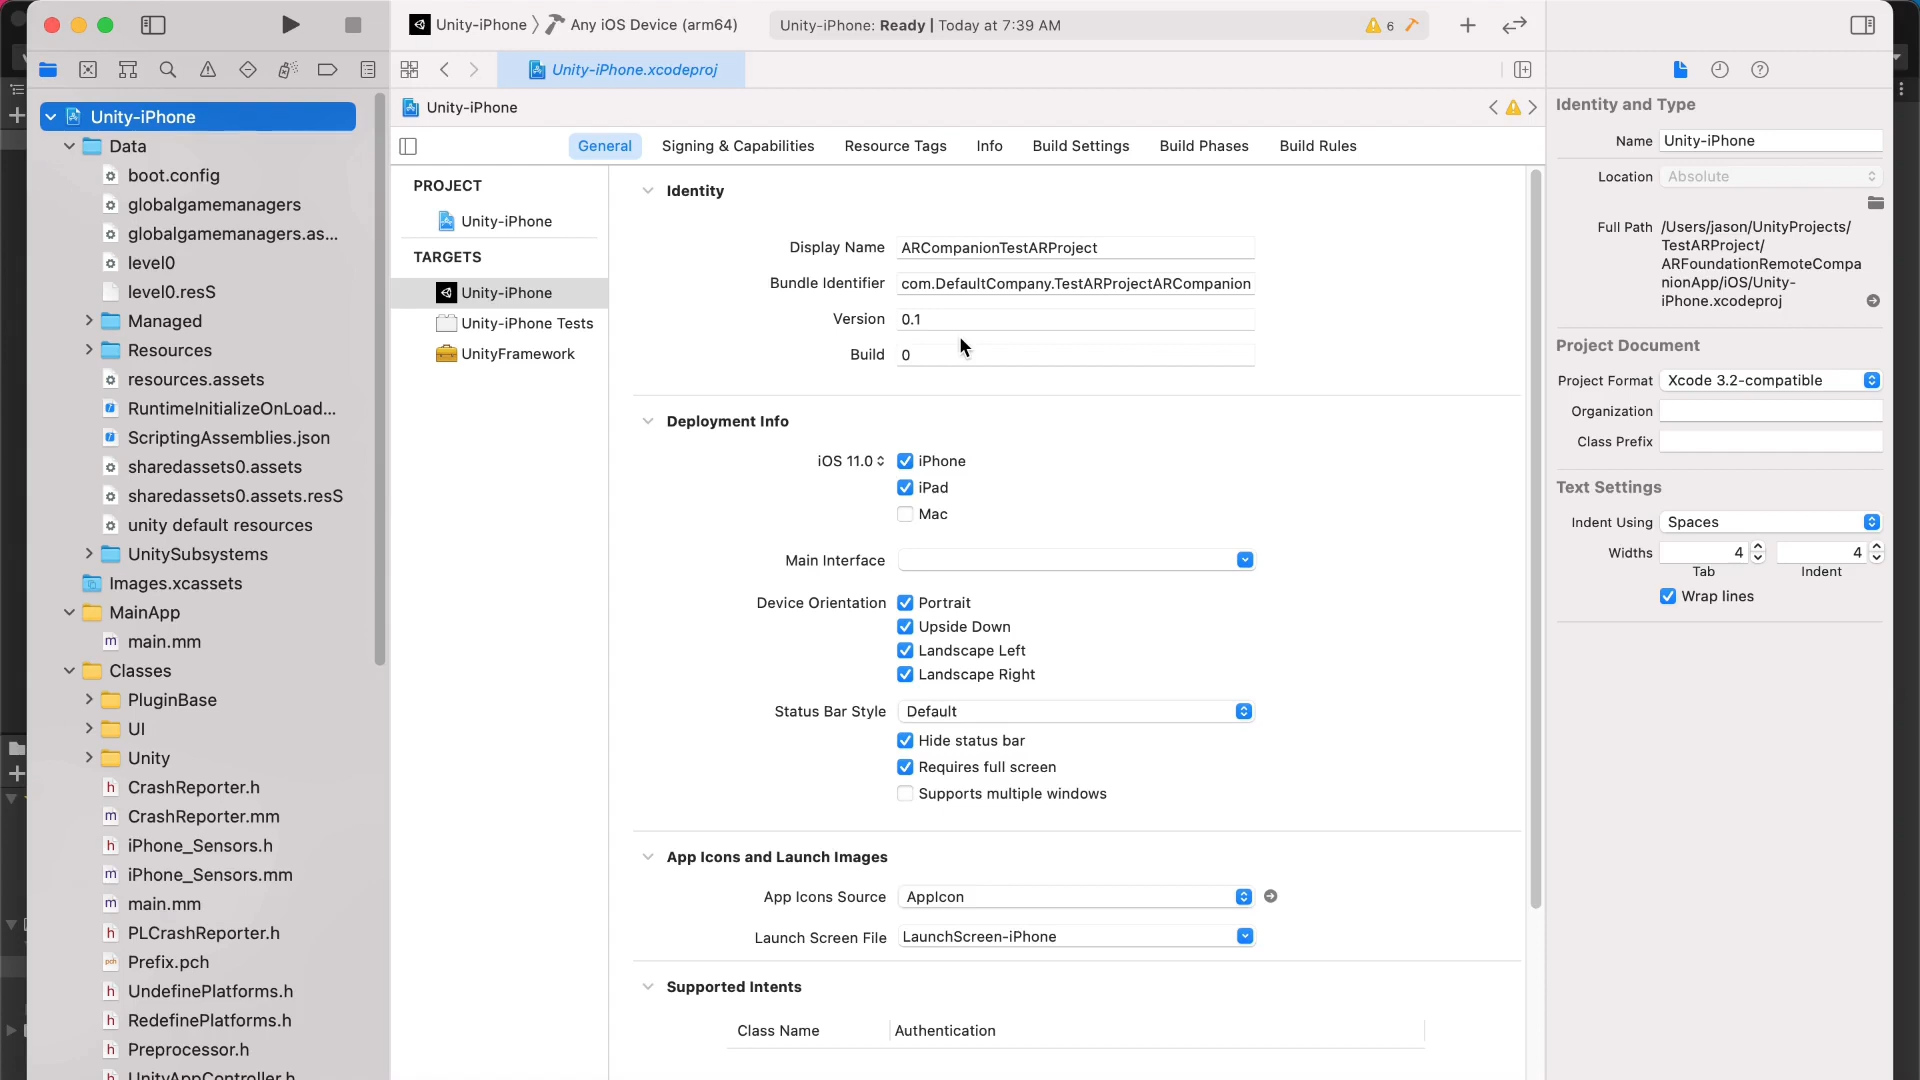 Unity-iPhone
Any iOS Device (arm64)
Unity-iPhone: Ready | Today at 7:39 AM
6
Unity-iPhone.xcodeproj
Unity-iPhone
Data
boot.config
globalgamemanagers
globalgamemanagers.as...
level0
level0.resS
Managed
Resources
resources.assets
RuntimeInitializeOnLoad...
ScriptingAssemblies.json
sharedassets0.assets
sharedassets0.assets.resS
unity default resources
UnitySubsystems
Images.xcassets
MainApp
m main.mm
Classes
PluginBase
UI
Unity
h CrashReporter.h
m CrashReporter.mm
h iPhone_Sensors.h
m iPhone_Sensors.mm
m main.mm
h PLCrashReporter.h
pch Prefix.pch
h UndefinePlatforms.h
h RedefinePlatforms.h
h Preprocessor.h
h UnityAppController.h
Unity-iPhone
General Signing & Capabilities Resource Tags Info Build Settings Build Phases Build Rules
PROJECT
Unity-iPhone
TARGETS
Unity-iPhone
Unity-iPhone Tests
UnityFramework
Identity
Display Name ARCompanionTestARProject
Bundle Identifier com.DefaultCompany.TestARProjectARCompanion
Version 0.1
Build 0
Deployment Info
iOS 11.0 iPhone
iPad
Mac
Main Interface
Device Orientation Portrait
Upside Down
Landscape Left
Landscape Right
Status Bar Style Default
Hide status bar
Requires full screen
Supports multiple windows
App Icons and Launch Images
App Icons Source AppIcon
Launch Screen File LaunchScreen-iPhone
Supported Intents
Class Name Authentication
Identity and Type
Name Unity-iPhone
Location Absolute
Full Path /Users/jason/UnityProjects/
TestARProject/
ARFoundationRemoteCompa
nionApp/iOS/Unity-
iPhone.xcodeproj
Project Document
Project Format Xcode 3.2-compatible
Organization
Class Prefix
Text Settings
Indent Using Spaces
Widths 4 4
Tab Indent
Wrap lines